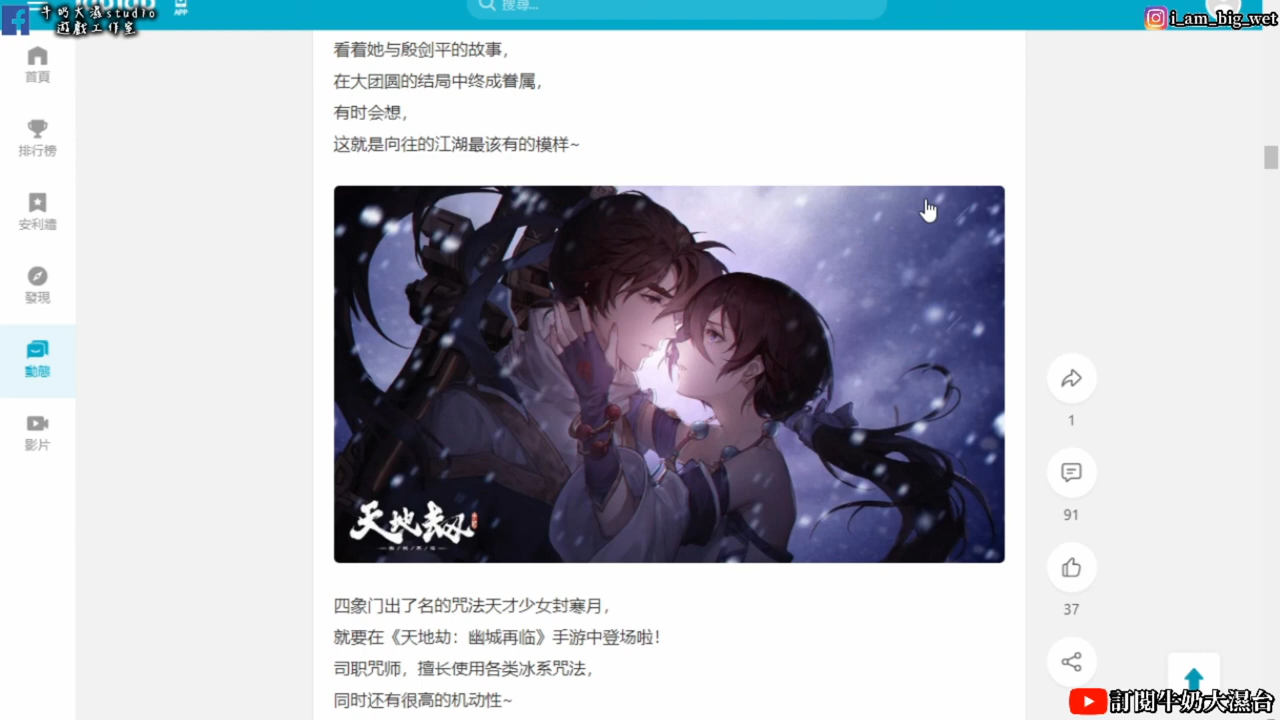 牛奶大濕studio
遊戲工作室
搜尋...
i_am_big_wet
首頁
排行榜
安利牆
發現
動態
影片
看着她与殷剑平的故事，
在大团圆的结局中终成眷属，
有时会想，
这就是向往的江湖最该有的模样~
天地劫
1
91
37
四象门出了名的咒法天才少女封寒月，
就要在《天地劫：幽城再临》手游中登场啦！
司职咒师，擅长使用各类冰系咒法，
同时还有很高的机动性~
訂閱牛奶大濕台